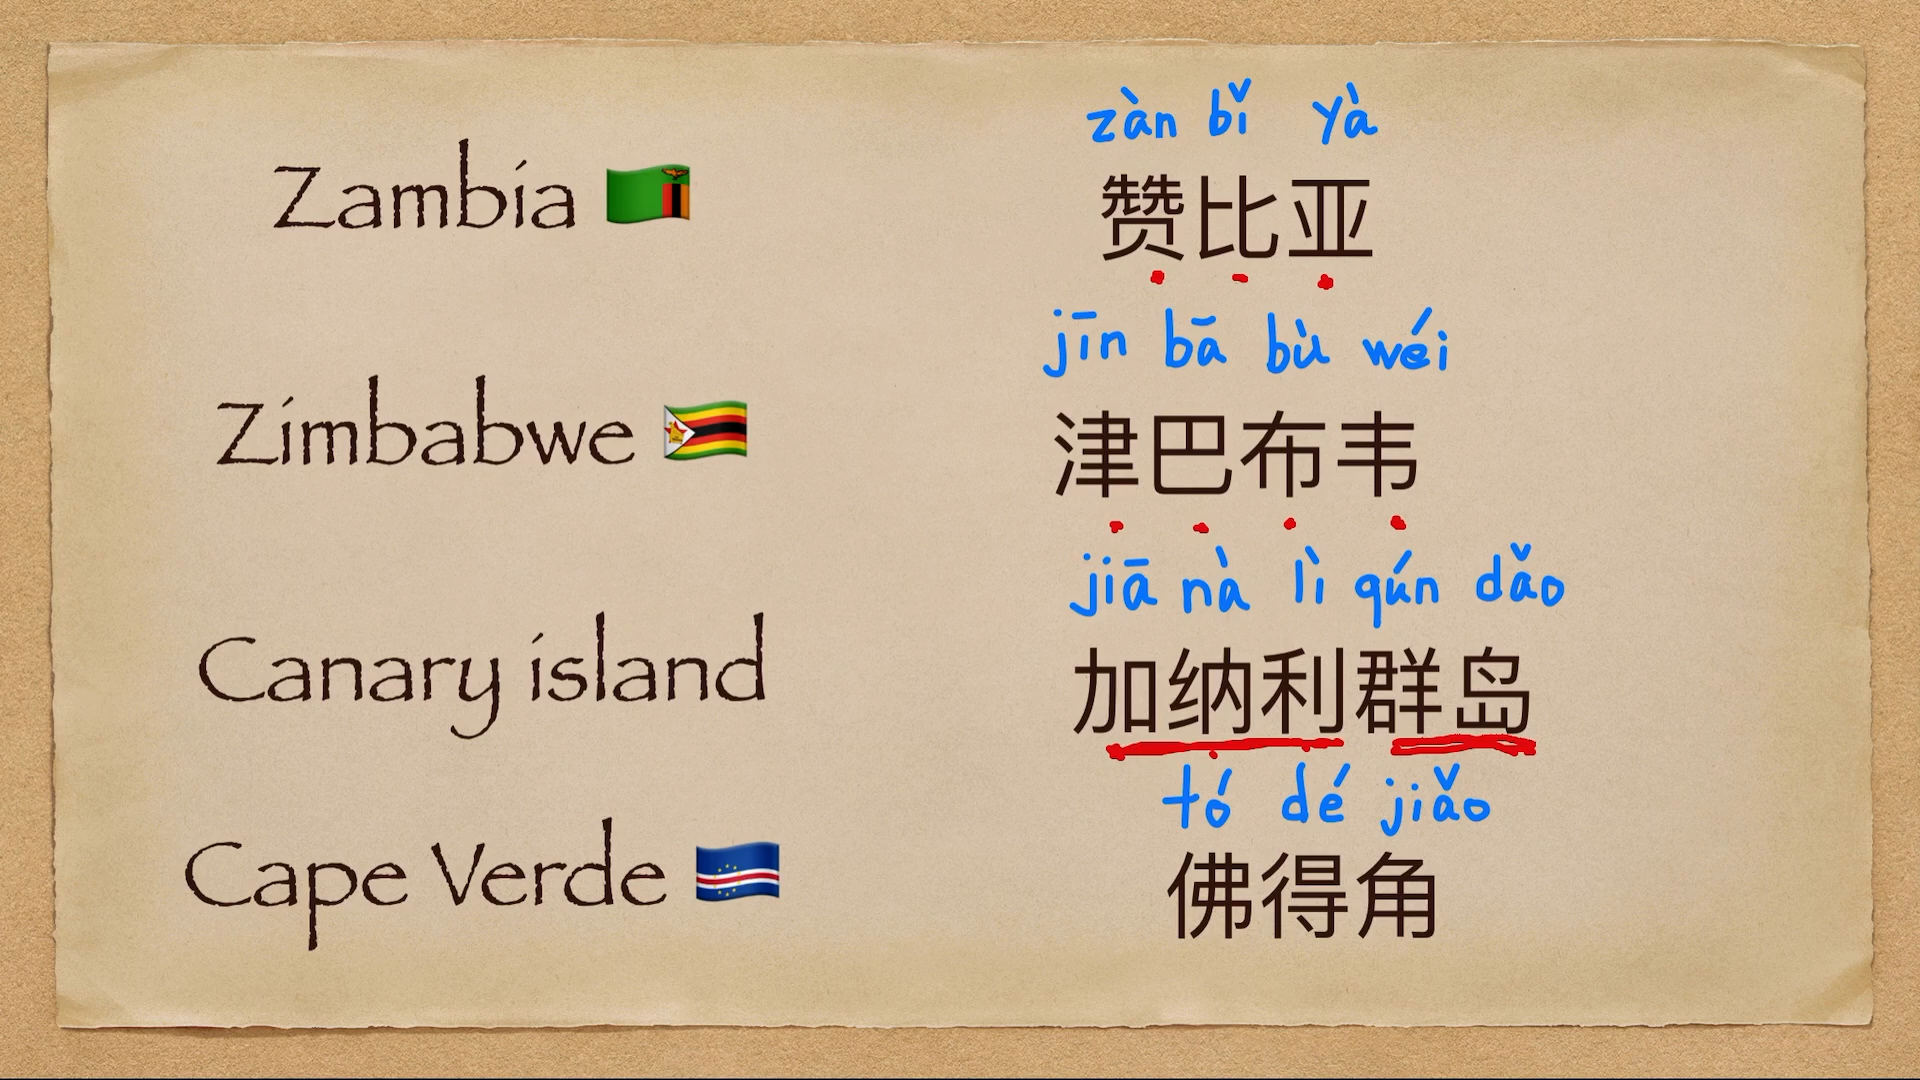 zàn bǐ yà
Zambia 赞比亚
jīn bā bù wéi
Zimbabwe 津巴布韦
jiā nà lì qún dǎo
Canary island 加纳利群岛
fó dé jiǎo
Cape Verde 佛得角